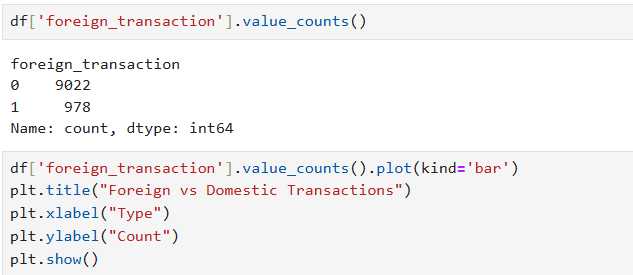 df['foreign_transaction'].value_counts()
foreign_transaction
0    9022
1     978
Name: count, dtype: int64
df['foreign_transaction'].value_counts().plot(kind='bar')
plt.title("Foreign vs Domestic Transactions")
plt.xlabel("Type")
plt.ylabel("Count")
plt.show()